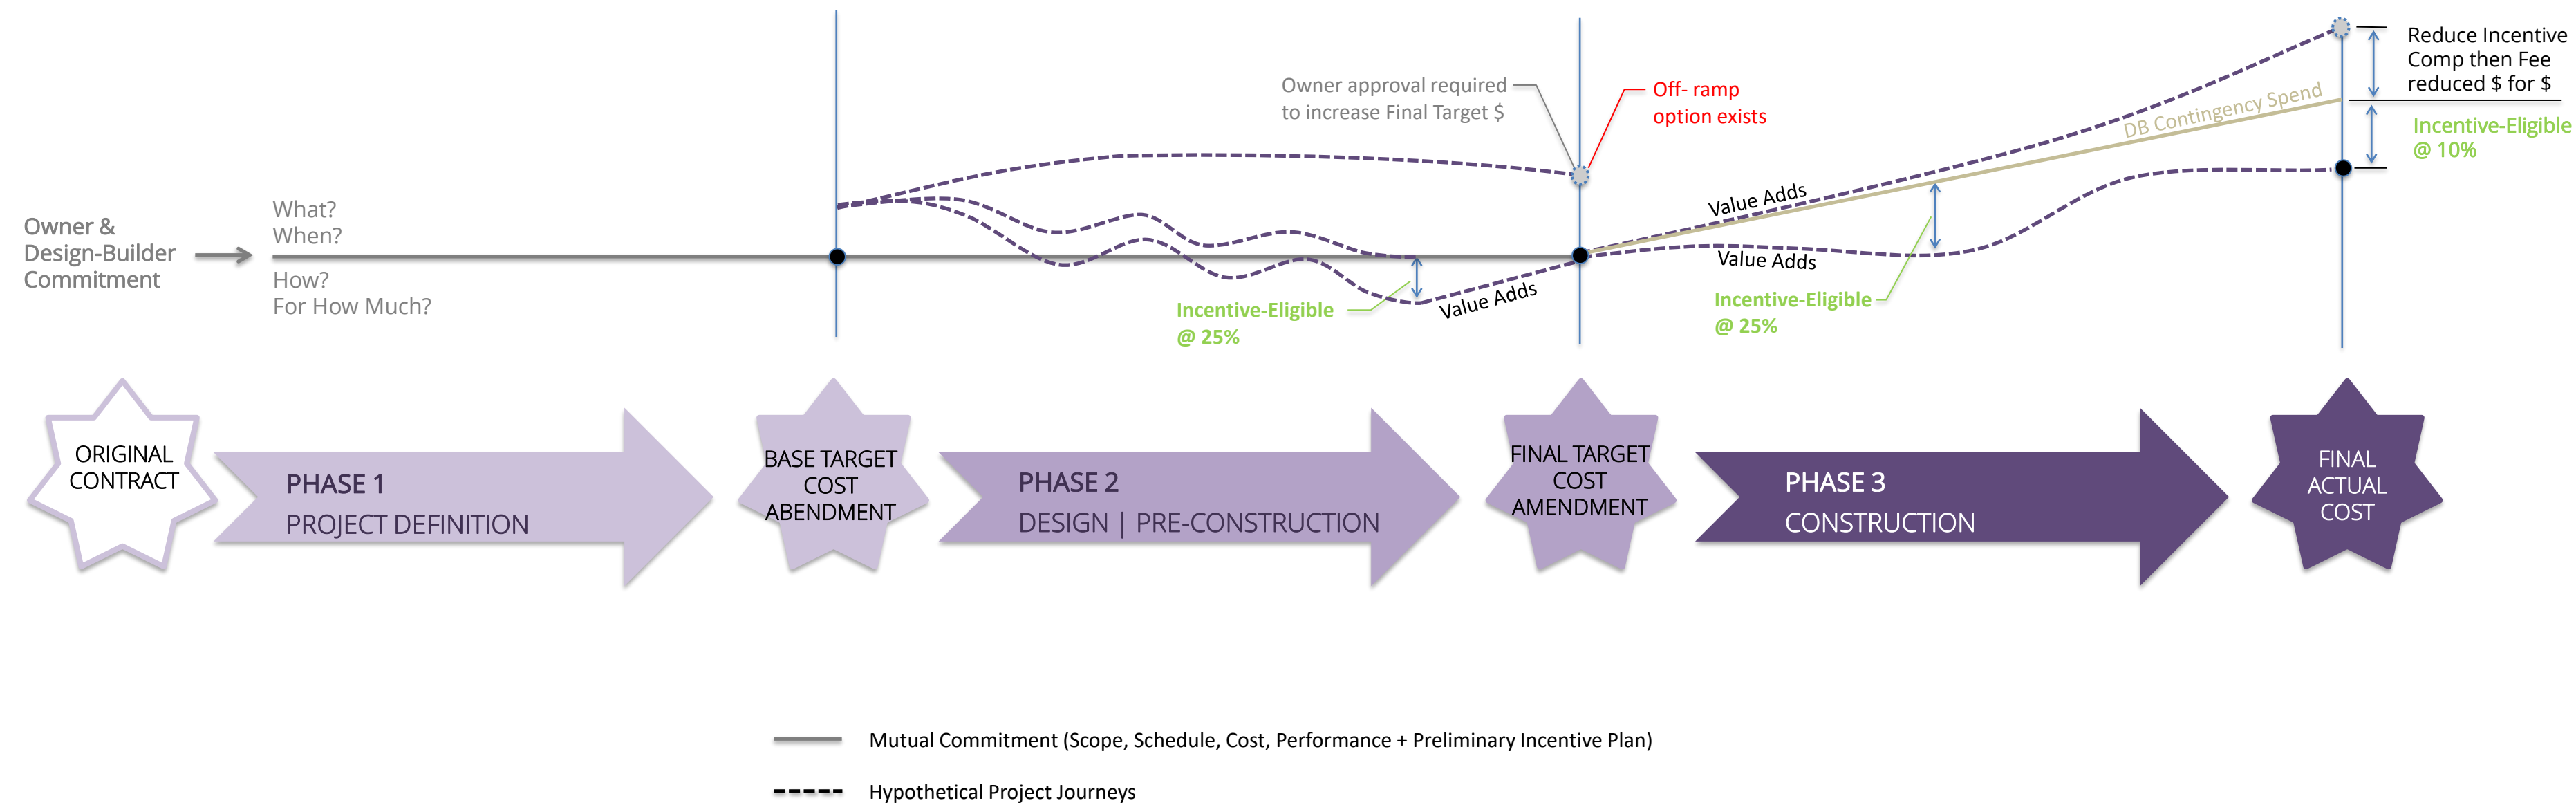 Owner approval required
to increase Final Target $
Off- ramp
option exists
Reduce Incentive
Comp then Fee
reduced $ for $
DB Contingency Spend
Incentive-Eligible
@ 10%
Owner &
Design-Builder
Commitment
What?
When?
How?
For How Much?
Value Adds
Value Adds
Value Adds
Incentive-Eligible
@ 25%
Incentive-Eligible
@ 25%
ORIGINAL
CONTRACT
PHASE 1
PROJECT DEFINITION
BASE TARGET
COST
ABENDMENT
PHASE 2
DESIGN | PRE-CONSTRUCTION
FINAL TARGET
COST
AMENDMENT
PHASE 3
CONSTRUCTION
FINAL
ACTUAL
COST
Mutual Commitment (Scope, Schedule, Cost, Performance + Preliminary Incentive Plan)
Hypothetical Project Journeys